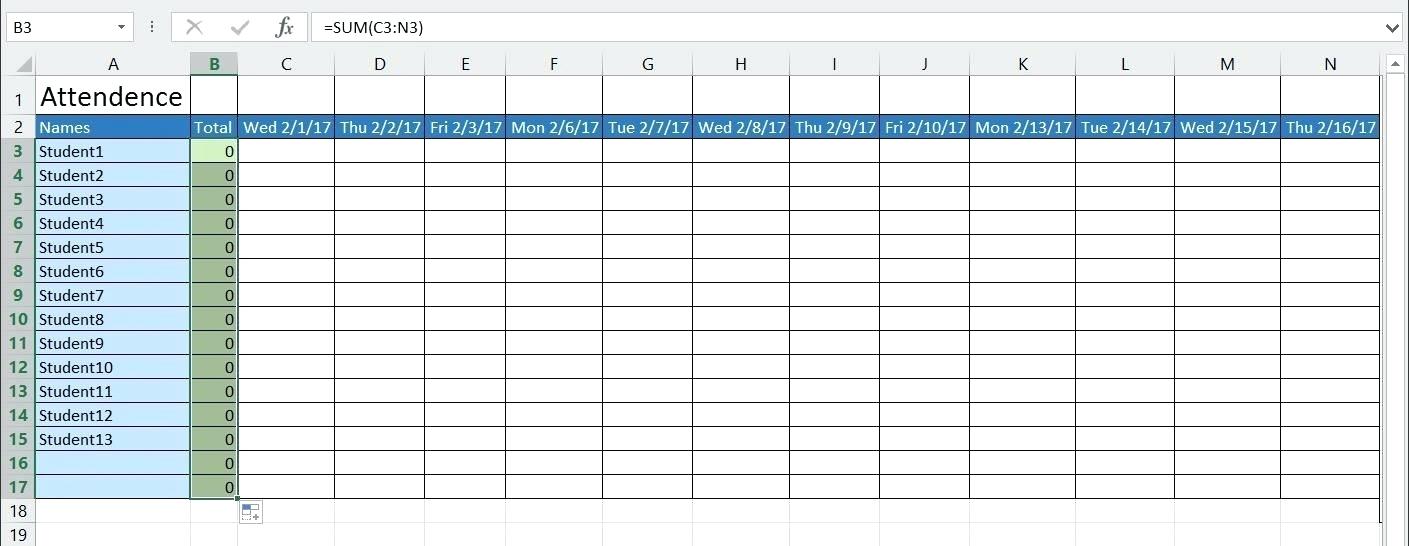 B3 fx =SUM(C3:N3)
A B C D E F G H I J K L M N
1 Attendence
2 Names Total Wed 2/1/17 Thu 2/2/17 Fri 2/3/17 Mon 2/6/17 Tue 2/7/17 Wed 2/8/17 Thu 2/9/17 Fri 2/10/17 Mon 2/13/17 Tue 2/14/17 Wed 2/15/17 Thu 2/16/17
3 Student1 0
4 Student2 0
5 Student3 0
6 Student4 0
7 Student5 0
8 Student6 0
9 Student7 0
10 Student8 0
11 Student9 0
12 Student10 0
13 Student11 0
14 Student12 0
15 Student13 0
16 0
17 0
18
19